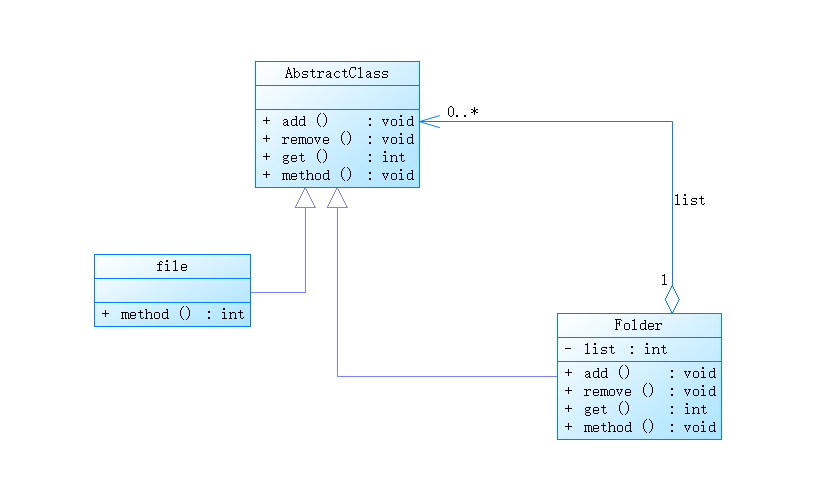 AbstractClass
+ add () : void
+ remove () : void
+ get () : int
+ method () : void
0..*
list
file
+ method () : int
1
Folder
- list : int
+ add () : void
+ remove () : void
+ get () : int
+ method () : void